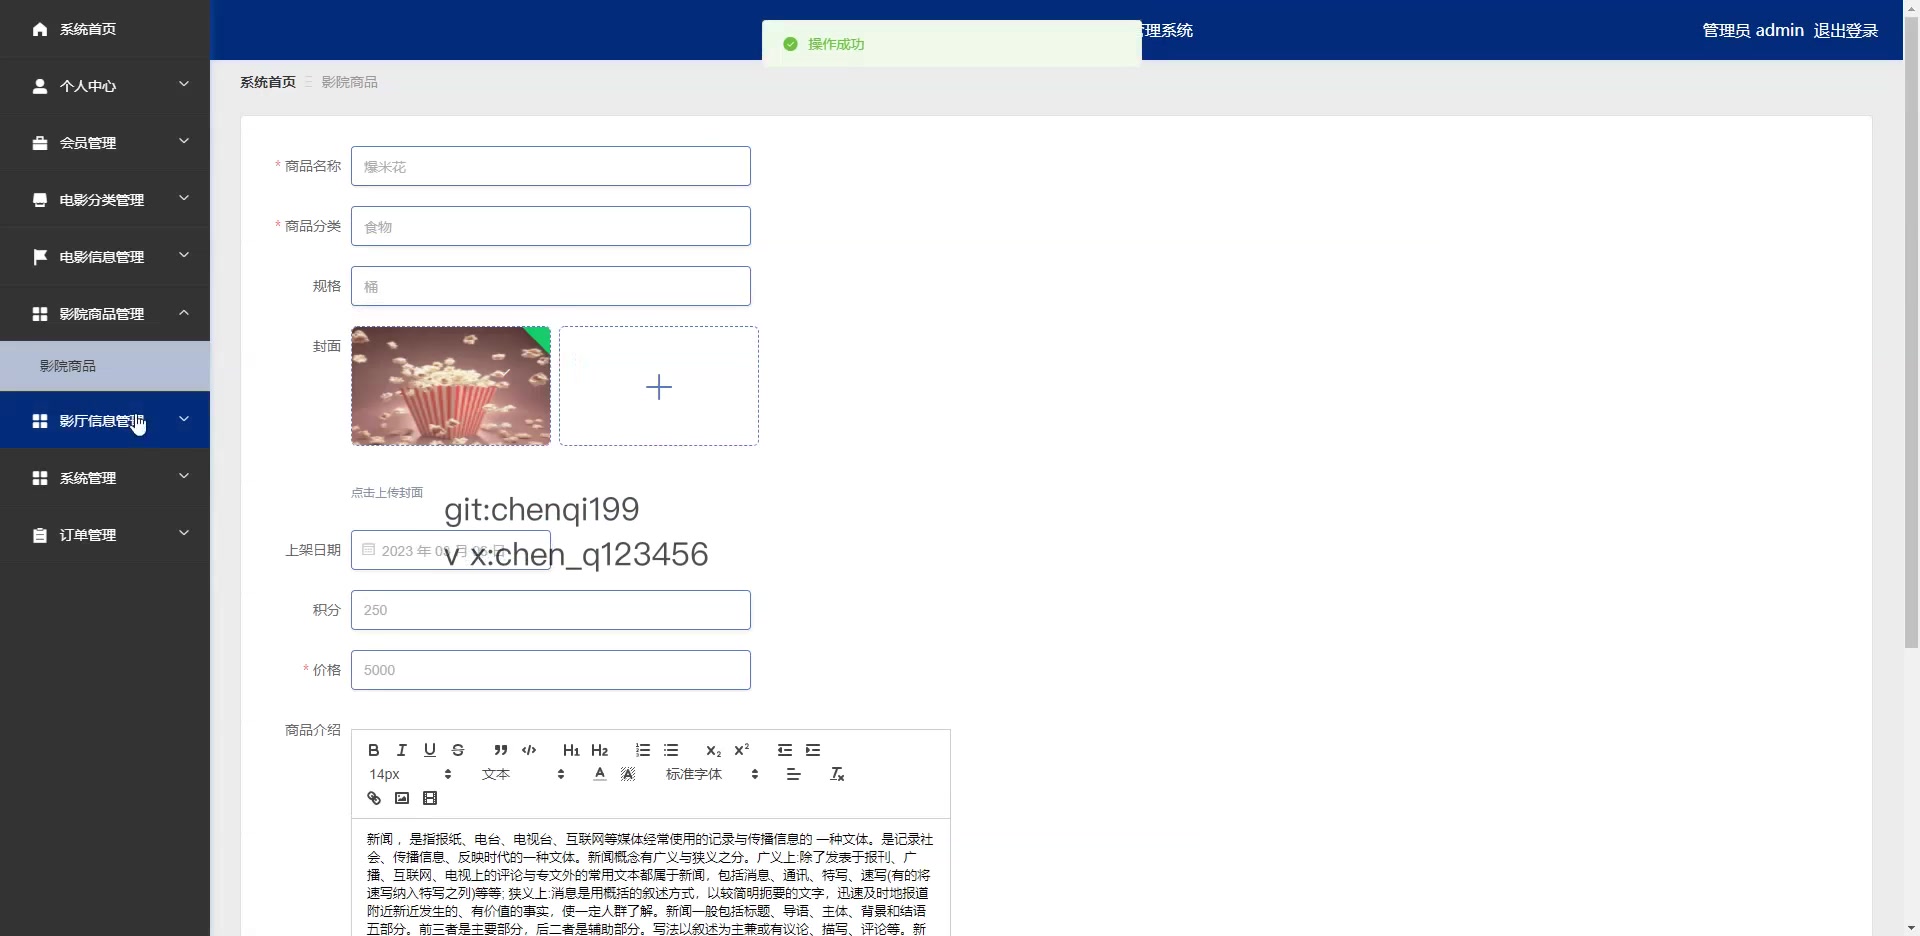 系统首页
个人中心
会员管理
电影分类管理
电影信息管理
影院商品管理
影院商品
影厅信息管理
系统管理
订单管理
操作成功
管理系统
管理员 admin 退出登录
系统首页 影院商品
* 商品名称 爆米花
* 商品分类 食物
规格 桶
封面
点击上传封面
git:chenqi199
上架日期 2023 年 月 日
v x:chen_q123456
积分 250
* 价格 5000
商品介绍
B I U S H1 H2 X2 X2
14px 文本 A A 标准字体 Tx
新闻 ，是指报纸、电台、电视台、互联网等媒体经常使用的记录与传播信息的 一种文体。是记录社
会、传播信息、反映时代的一种文体。新闻概念有广义与狭义之分。广义上:除了发表于报刊、广
播、互联网、电视上的评论与专文外的常用文本都属于新闻，包括消息、通讯、特写、速写(有的将
速写纳入特写之列)等等; 狭义上:消息是用概括的叙述方式，以较简明扼要的文字，迅速及时地报道
附近新近发生的、有价值的事实，使一定人群了解。新闻一般包括标题、导语、主体、背景和结语
五部分。前三者是主要部分，后二者是辅助部分。写法以叙述为主兼或有议论、描写、评论等。新